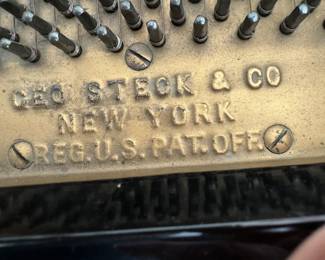 GEO STECK & CO
NEW YORK
REG. U.S. PAT. OFF.